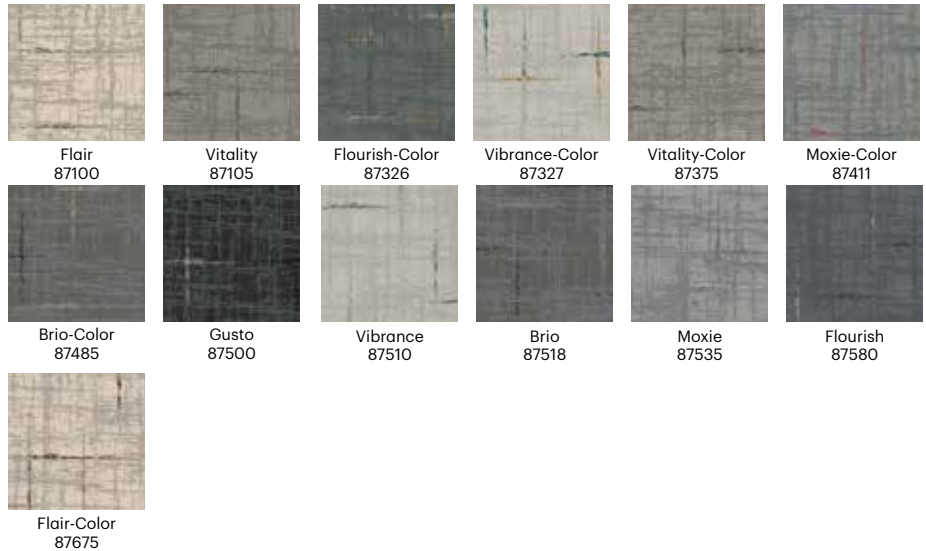 Flair
87100
Vitality
87105
Flourish-Color
87326
Vibrance-Color
87327
Vitality-Color
87375
Moxie-Color
87411
Brio-Color
87485
Gusto
87500
Vibrance
87510
Brio
87518
Moxie
87535
Flourish
87580
Flair-Color
87675